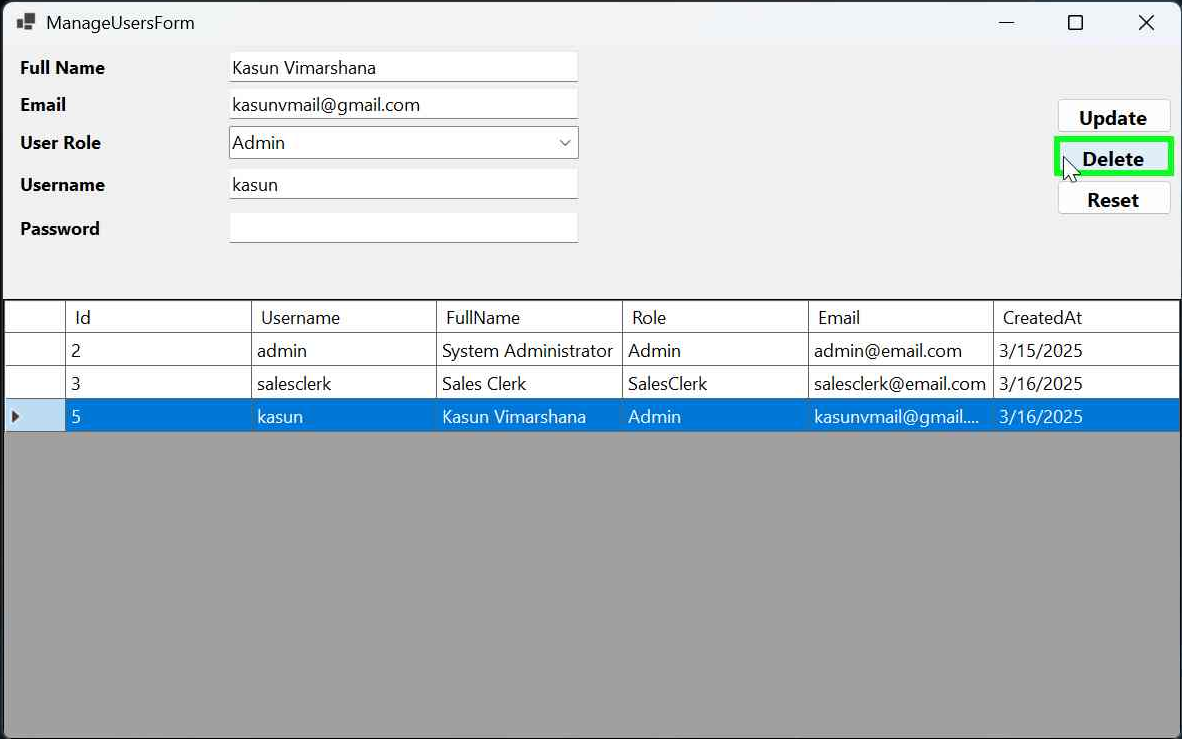 ManageUsersForm
Full Name Kasun Vimarshana
Email kasunvmail@gmail.com
Update
User Role Admin
Delete
Username kasun
Reset
Password
Id Username FullName Role Email CreatedAt
2 admin System Administrator Admin admin@email.com 3/15/2025
3 salesclerk Sales Clerk SalesClerk salesclerk@email.com 3/16/2025
5 kasun Kasun Vimarshana Admin kasunvmail@gmail.... 3/16/2025